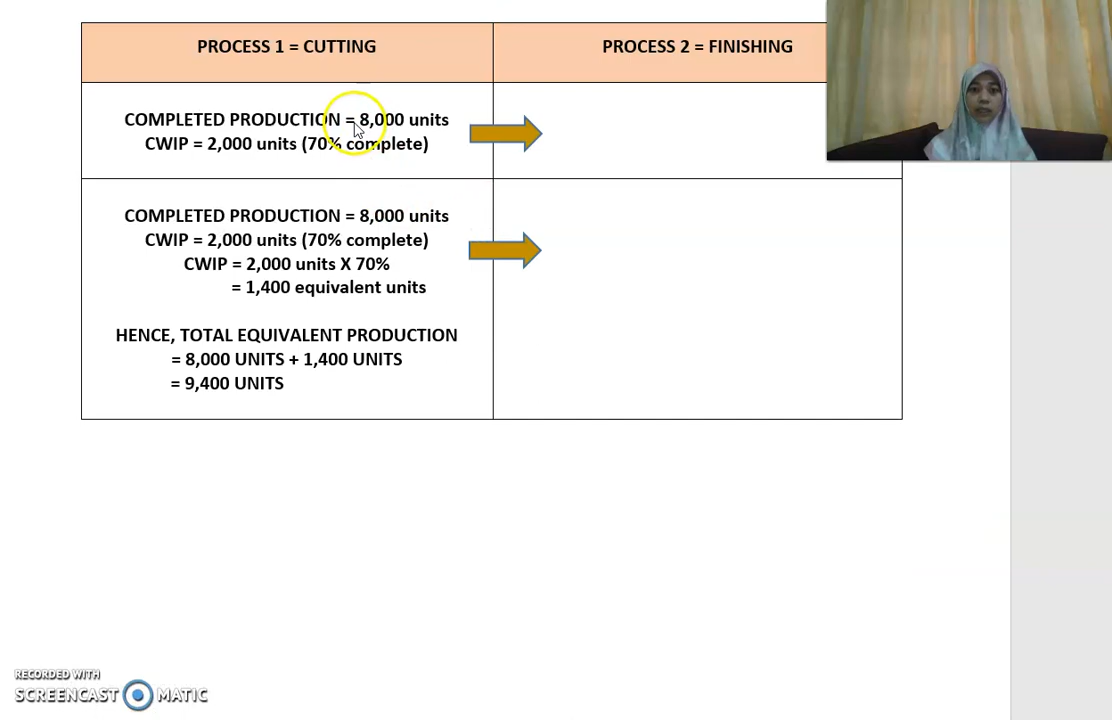 PROCESS 1 = CUTTING
PROCESS 2 = FINISHING
COMPLETED PRODUCTION = 8,000 units
CWIP = 2,000 units (70% complete)
COMPLETED PRODUCTION = 8,000 units
CWIP = 2,000 units (70% complete)
CWIP = 2,000 units X 70%
= 1,400 equivalent units
HENCE, TOTAL EQUIVALENT PRODUCTION
= 8,000 UNITS + 1,400 UNITS
= 9,400 UNITS
RECORDED WITH
SCREENCAST MATIC